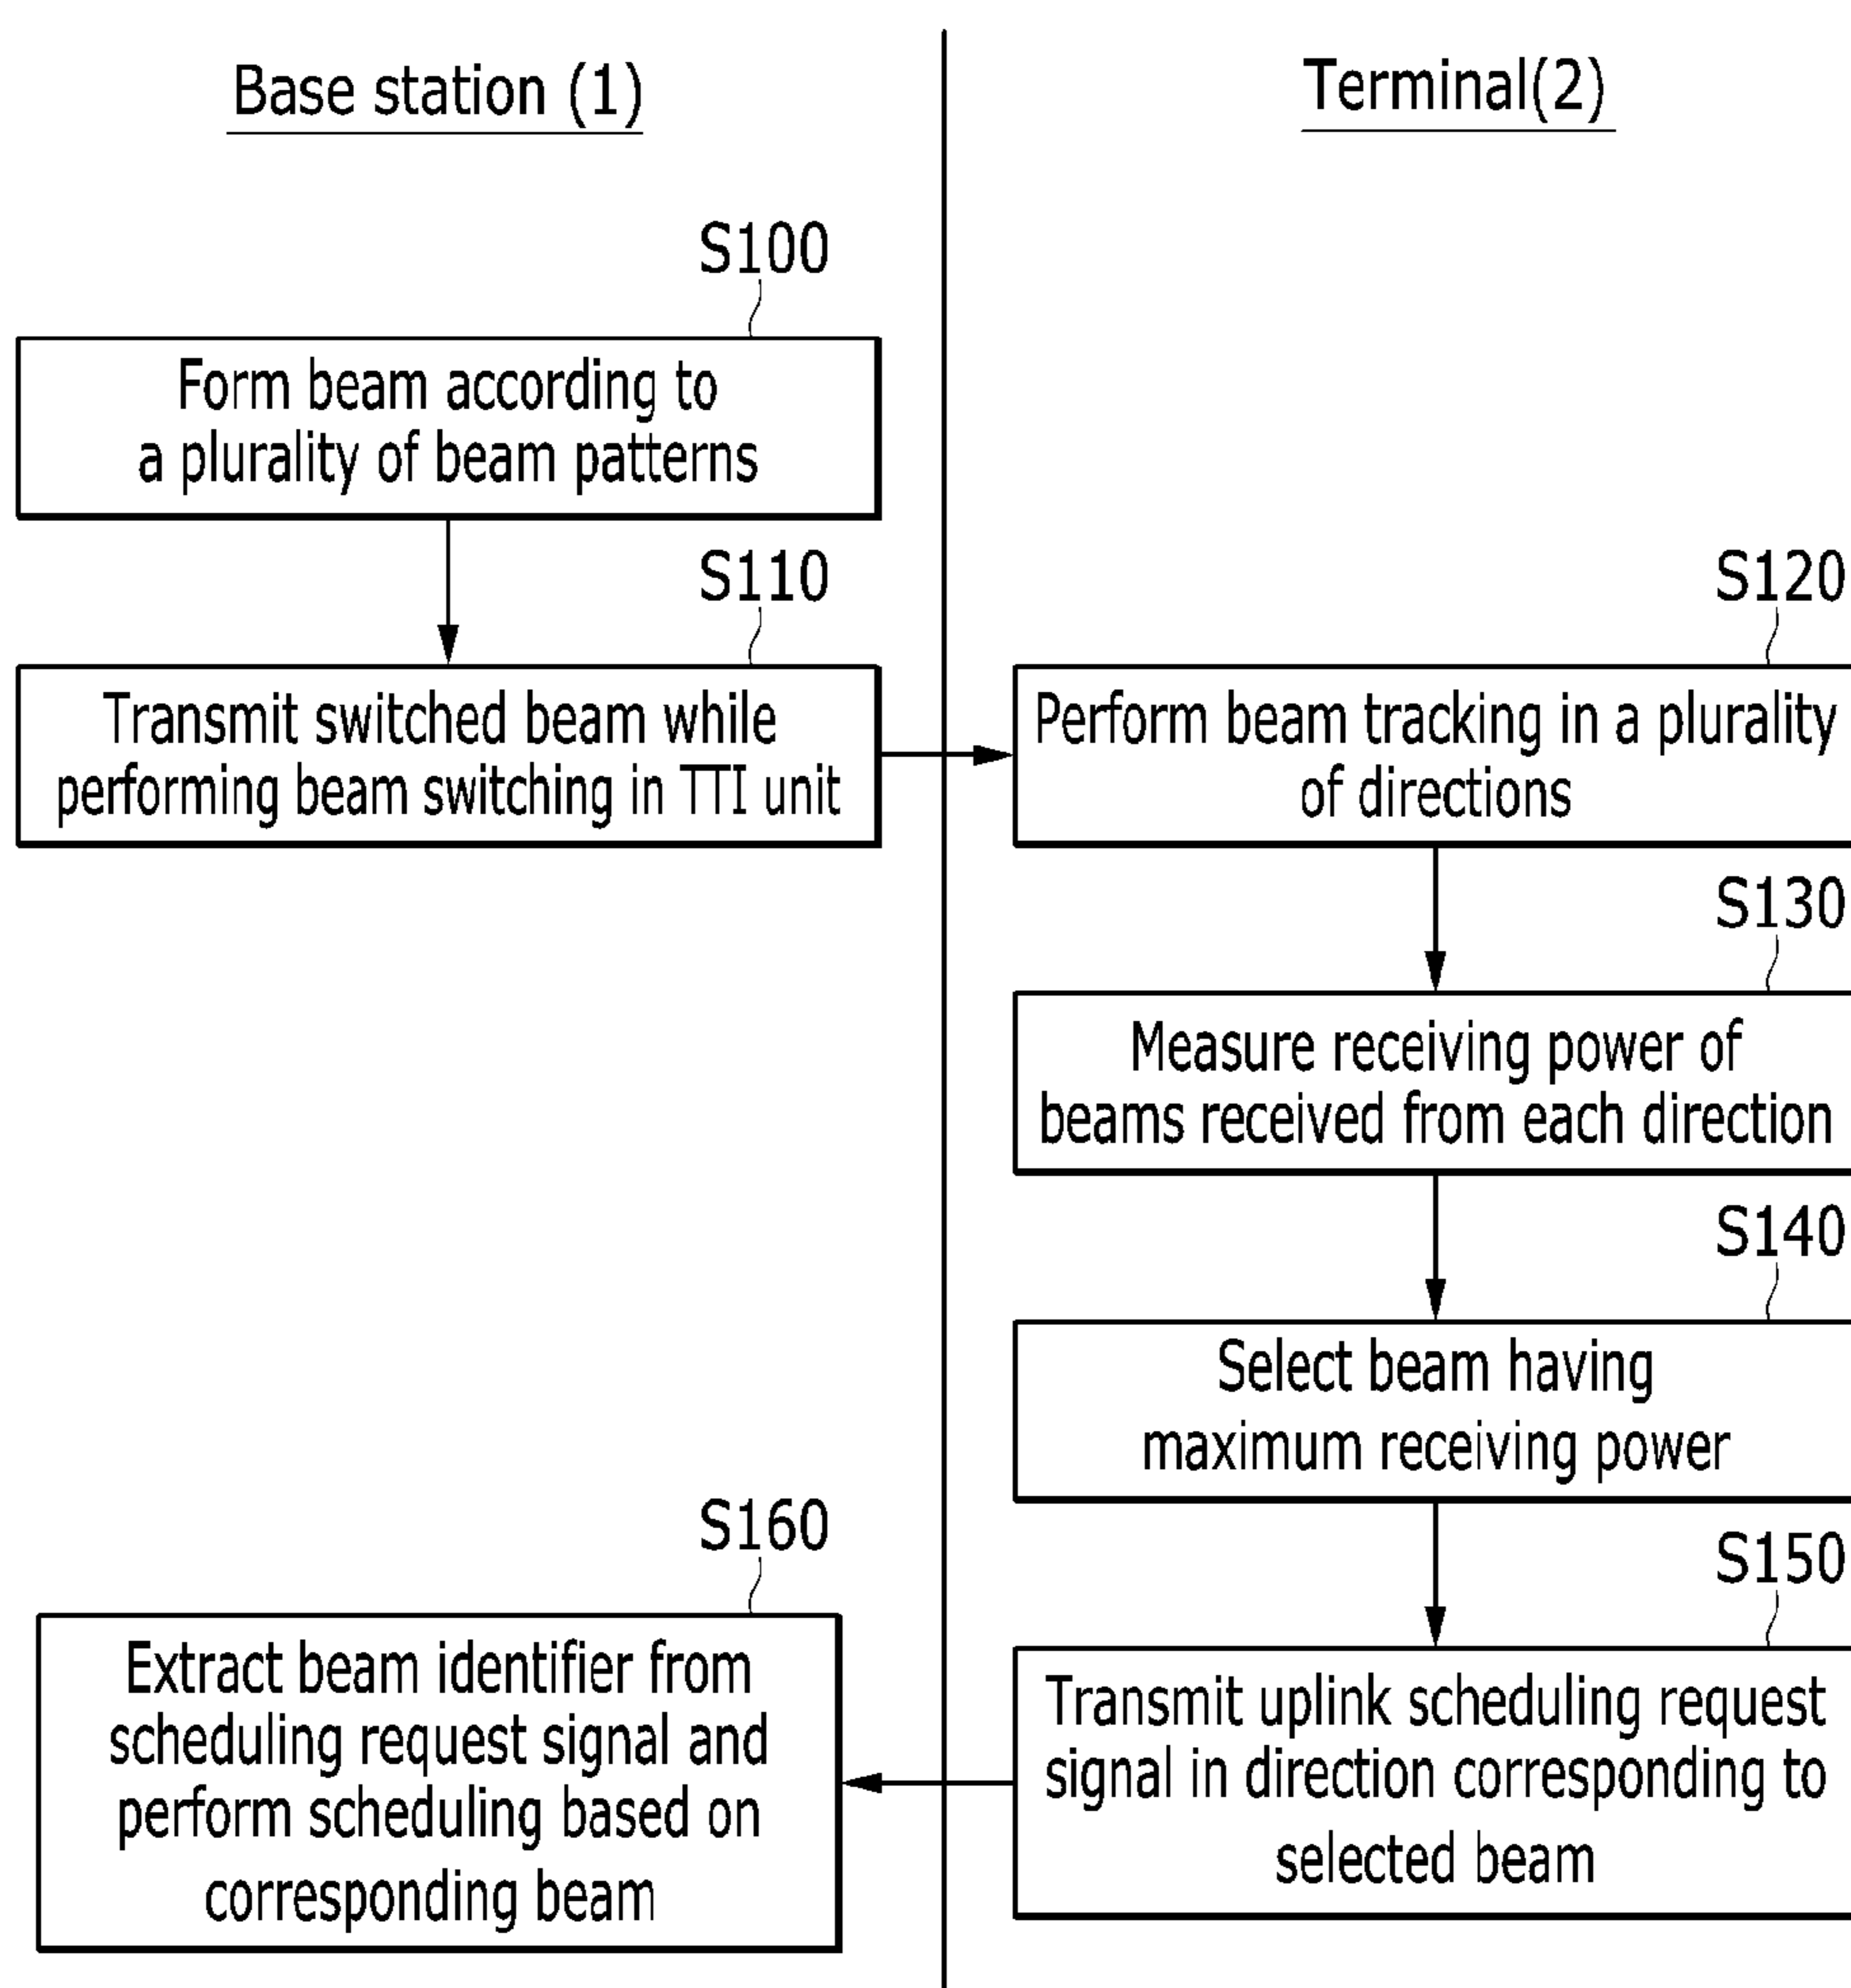 Base station (1)
Terminal(2)
S100
Form beam according to
a plurality of beam patterns
S110
Transmit switched beam while
performing beam switching in TTI unit
S120
Perform beam tracking in a plurality
of directions
S130
Measure receiving power of
beams received from each direction
S140
Select beam having
maximum receiving power
S150
Transmit uplink scheduling request
signal in direction corresponding to
selected beam
S160
Extract beam identifier from
scheduling request signal and
perform scheduling based on
corresponding beam